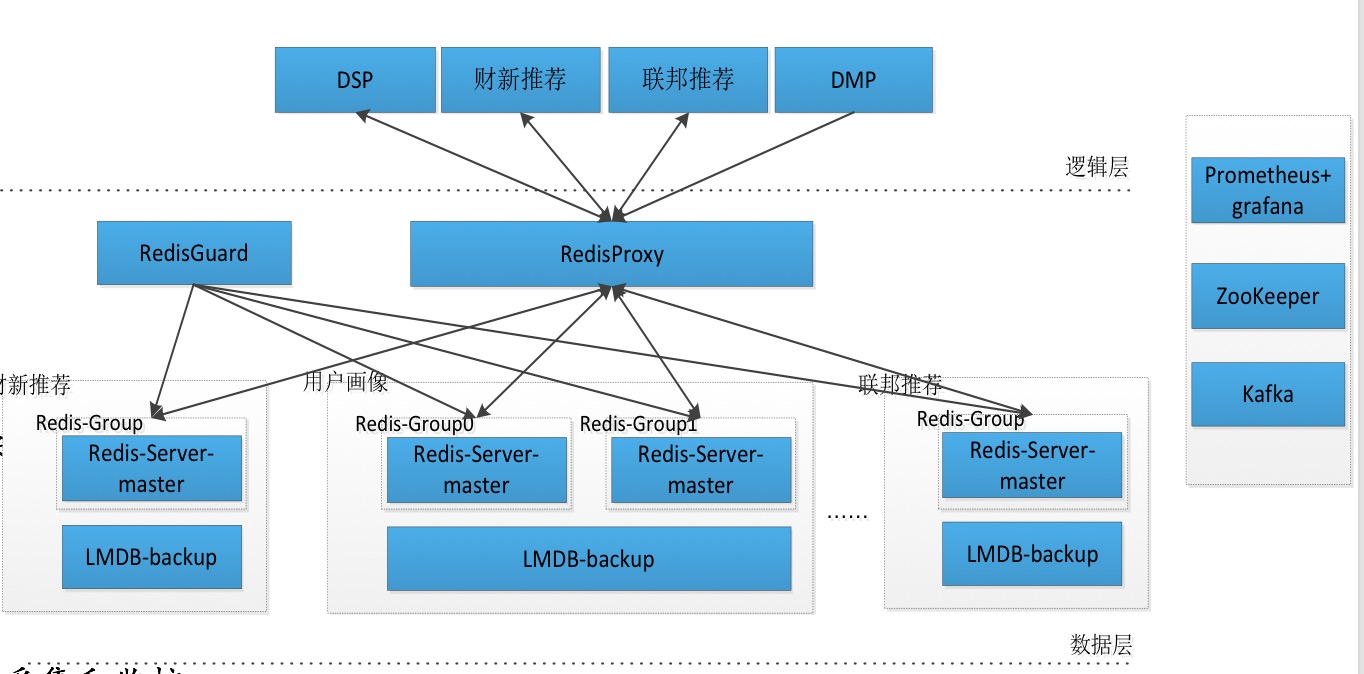 DSP
财新推荐
联邦推荐
DMP
逻辑层
Prometheus+
grafana
RedisGuard
RedisProxy
ZooKeeper
Kafka
新推荐
用户画像
联邦推荐
Redis-Group
Redis-Group0
Redis-Group1
Redis-Group
Redis-Server-
master
Redis-Server-
master
Redis-Server-
master
Redis-Server-
master
......
LMDB-backup
LMDB-backup
LMDB-backup
数据层